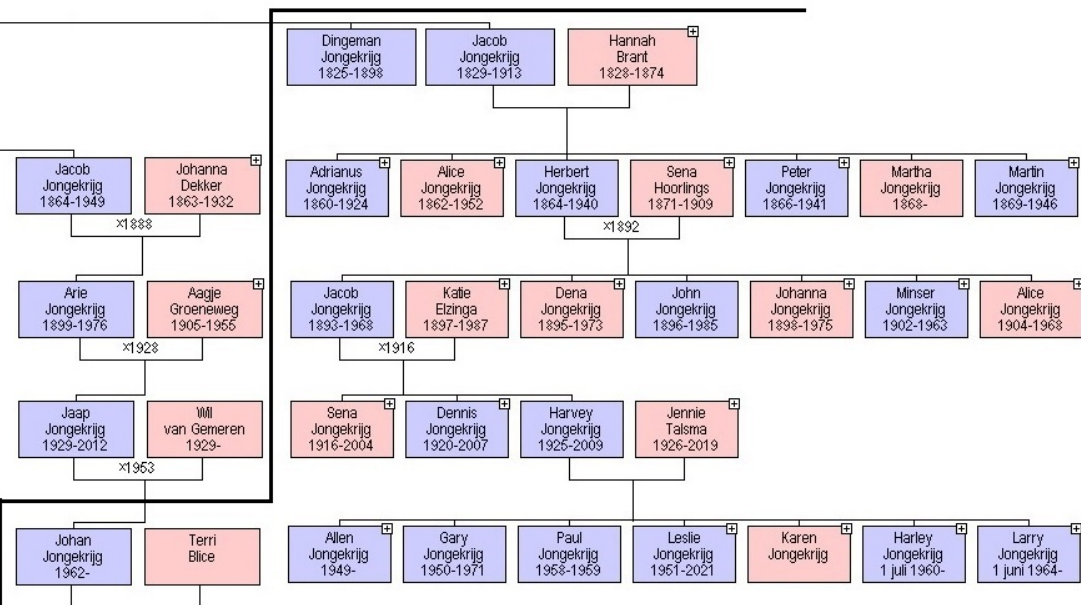 Dingeman
Jongekrijg
1825-1898
Jacob
Jongekrijg
1829-1913
Hannah
Brant
1828-1874
Jacob
Jongekrijg
1864-1949
Johanna
Dekker
1863-1932
x1888
Adrianus
Jongekrijg
1860-1924
Alice
Jongekrijg
1862-1952
Herbert
Jongekrijg
1864-1940
Sena
Hoorlings
1871-1909
x1892
Peter
Jongekrijg
1866-1941
Martha
Jongekrijg
1868-
Martin
Jongekrijg
1869-1946
Arie
Jongekrijg
1899-1976
Aagje
Groeneweg
1905-1955
x1928
Jacob
Jongekrijg
1893-1968
Katie
Elzinga
1897-1987
x1916
Dena
Jongekrijg
1895-1973
John
Jongekrijg
1896-1985
Johanna
Jongekrijg
1898-1975
Minser
Jongekrijg
1902-1963
Alice
Jongekrijg
1904-1968
Jaap
Jongekrijg
1929-2012
Wil
van Gemeren
1929-
x1953
Sena
Jongekrijg
1916-2004
Dennis
Jongekrijg
1920-2007
Harvey
Jongekrijg
1925-2009
Jennie
Talsma
1926-2019
Johan
Jongekrijg
1962-
Terri
Blice
Allen
Jongekrijg
1949-
Gary
Jongekrijg
1950-1971
Paul
Jongekrijg
1958-1959
Leslie
Jongekrijg
1951-2021
Karen
Jongekrijg
Harley
Jongekrijg
1 juli 1960-
Larry
Jongekrijg
1 juni 1964-